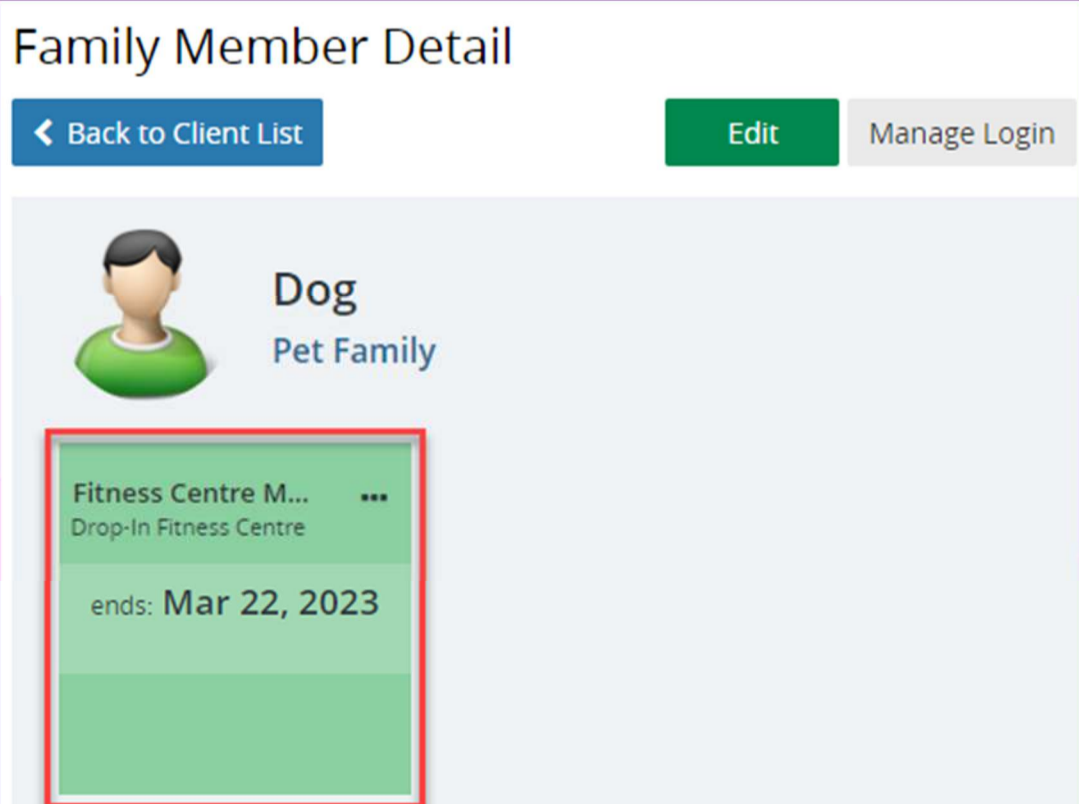 Family Member Detail
Back to Client List
Edit
Manage Login
Dog
Pet Family
Fitness Centre M...
Drop-In Fitness Centre
ends: Mar 22, 2023